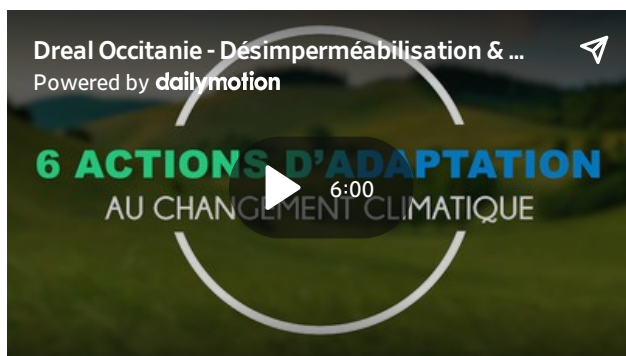 Dreal Occitanie - Désimperméabilisation & ...
Powered by dailymotion
6 ACTIONS D'ADAPTATION
6:00
AU CHANGEMENT CLIMATIQUE